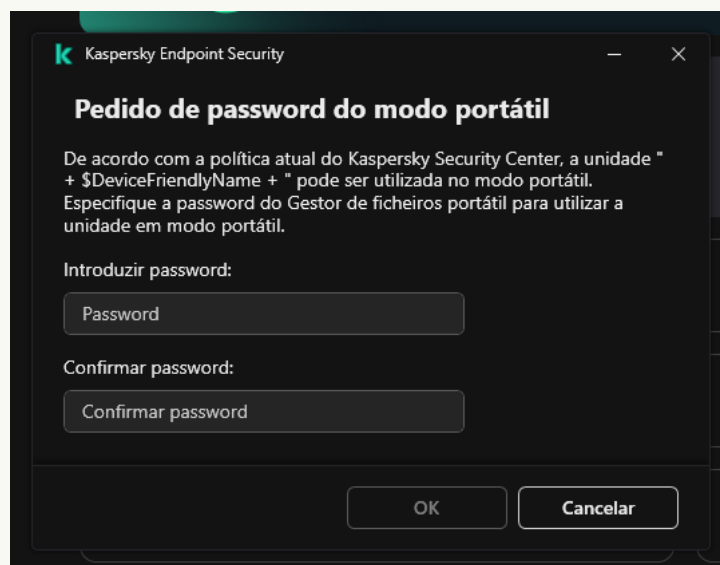 Kaspersky Endpoint Security
Pedido de password do modo portátil
De acordo com a política atual do Kaspersky Security Center, a unidade "
+ $DeviceFriendlyName + " pode ser utilizada no modo portátil.
Especifique a password do Gestor de ficheiros portátil para utilizar a
unidade em modo portátil.
Introduzir password:
Password
Confirmar password:
Confirmar password
OK
Cancelar